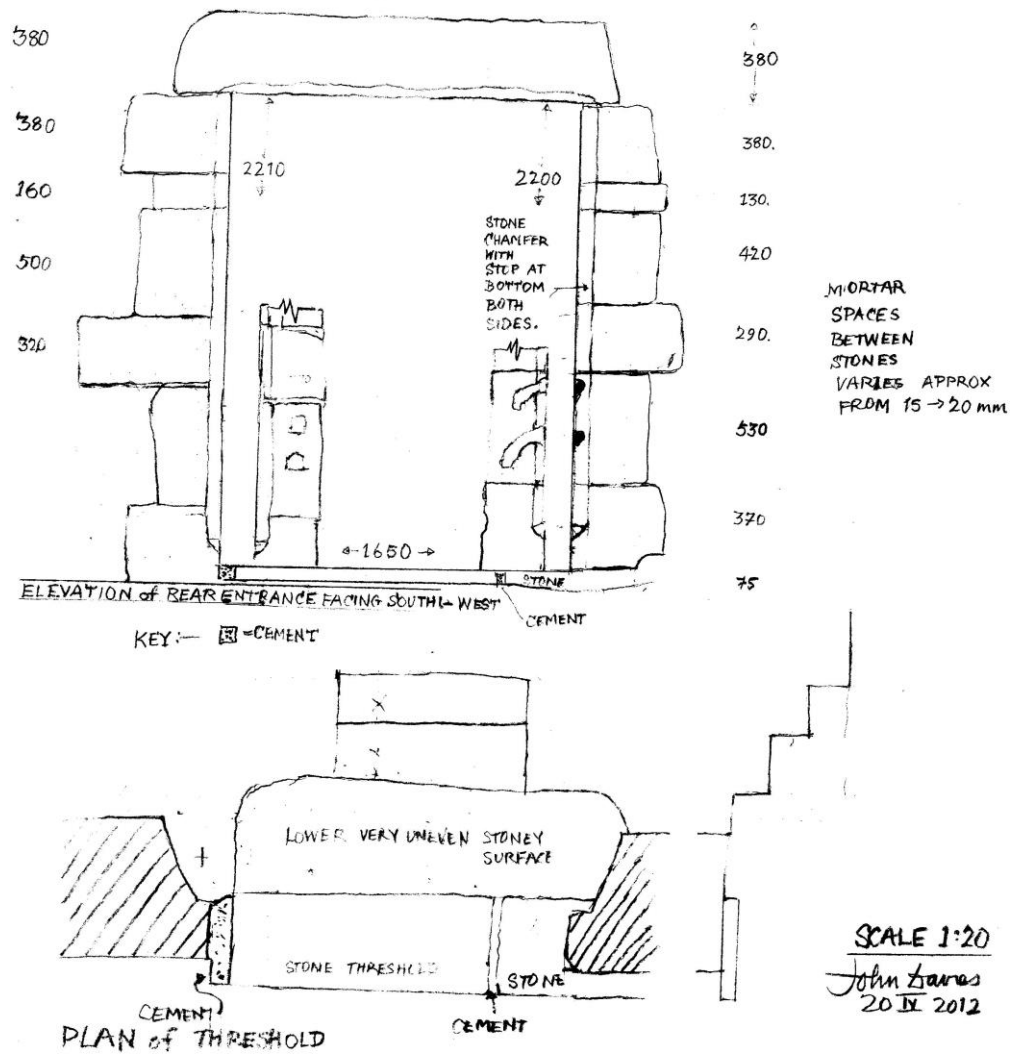 380
380
160
500
320
380
380.
130.
420
290.
530
370
75
2210
2200
STONE
CHAMFER
WITH
STOP AT
BOTTOM
BOTH
SIDES.
MORTAR
SPACES
BETWEEN
STONES
VARIES APPROX
FROM 15 → 20 mm
←1650→
STONE
ELEVATION of REAR ENTRANCE FACING SOUTH-WEST
CEMENT
KEY:— =CEMENT
LOWER VERY UNEVEN STONEY
SURFACE
STONE THRESHOLD
STONE
CEMENT
CEMENT
PLAN of THRESHOLD
SCALE 1:20
John Davies
20 IX 2012